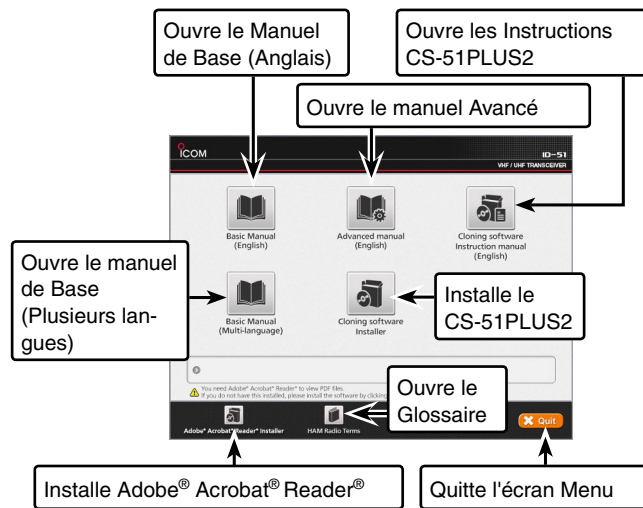 Ouvre le Manuel
de Base (Anglais)
Ouvre les Instructions
CS-51PLUS2
Ouvre le manuel Avancé
ICOM
ID-51
VHF / UHF TRANSCEIVER
Basic Manual
(English)
Advanced manual
(English)
Cloning software
Instruction manual
(English)
Ouvre le manuel
de Base
(Plusieurs lan-
gues)
Basic Manual
(Multi-language)
Cloning software
Installer
Installe le
CS-51PLUS2
You need Adobe® Acrobat® Reader® to view PDF files.
If you do not have this installed, please install the software by clicking
Ouvre le
Glossaire
Adobe® Acrobat® Reader® Installer
HAM Radio Terms
Quit
Installe Adobe® Acrobat® Reader®
Quitte l'écran Menu